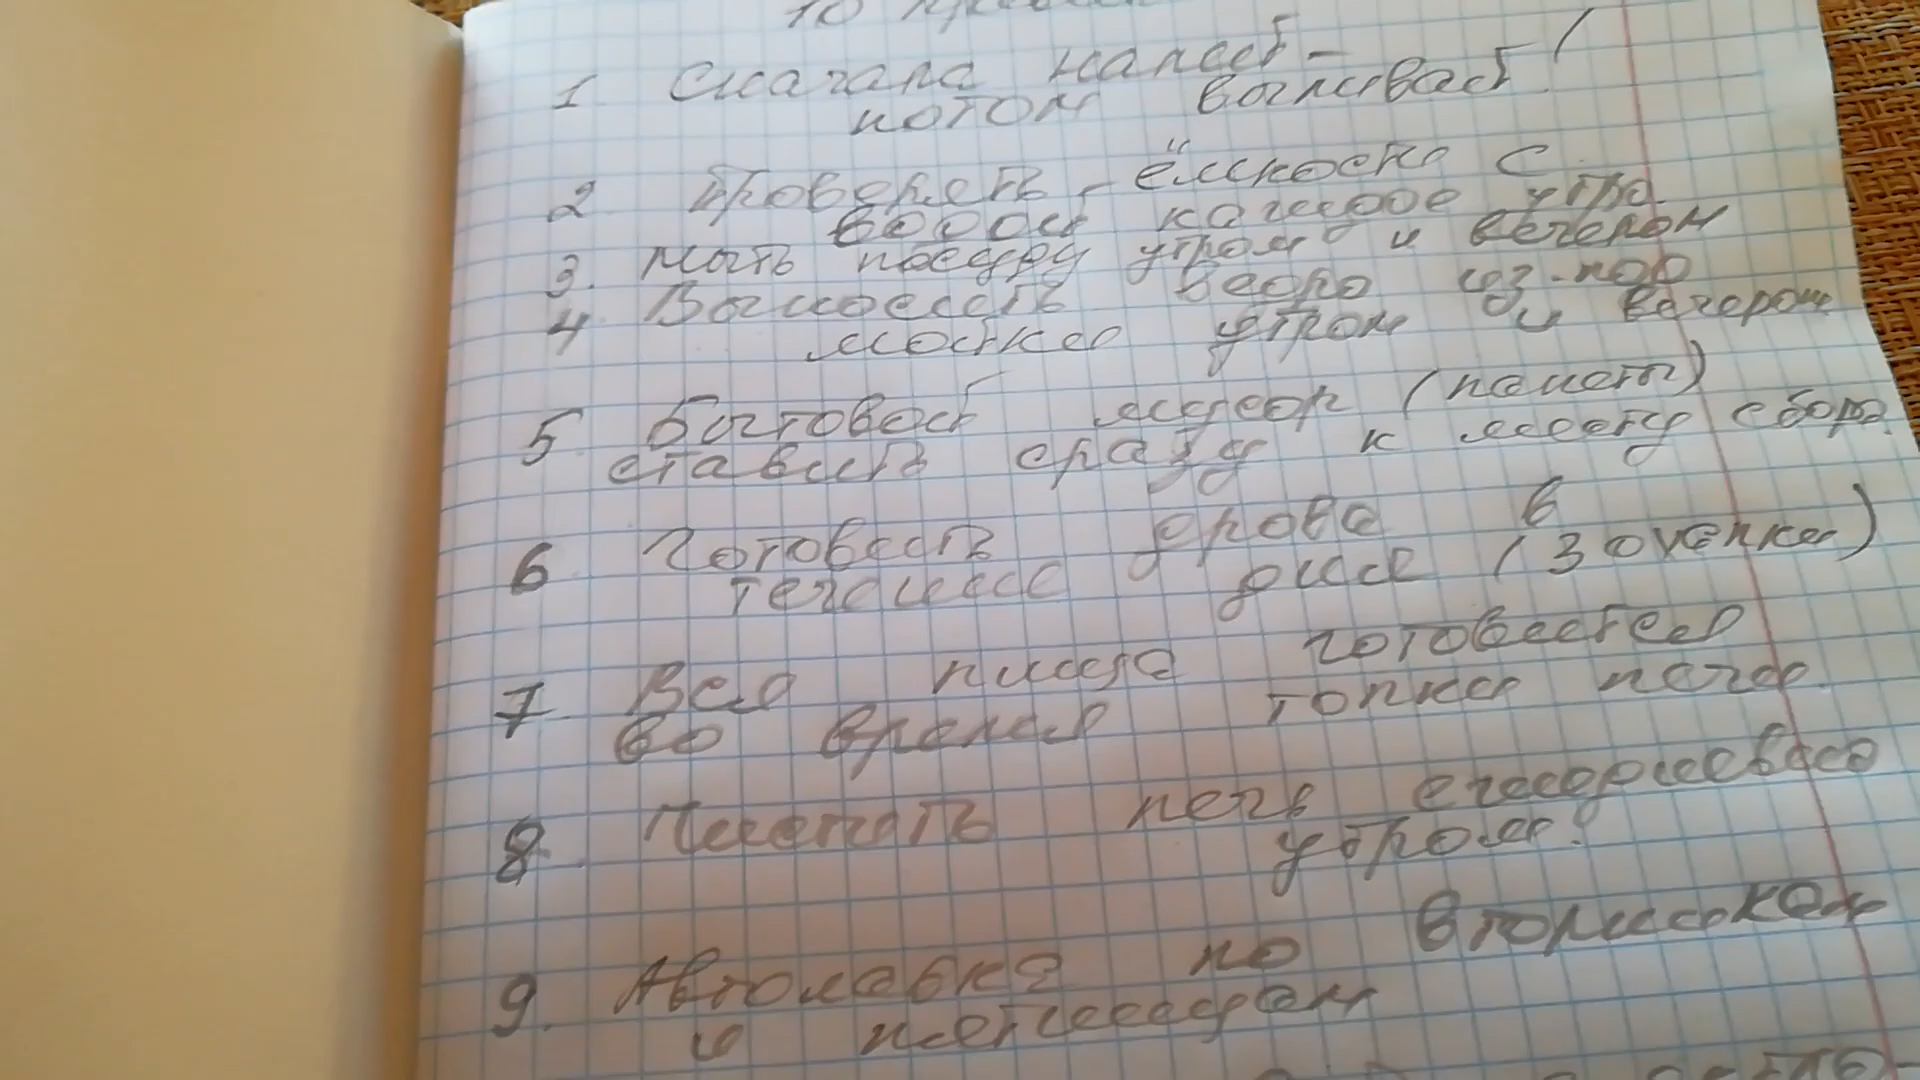 10 
1 Сначала налей -
потом выливай!
2 Проверять - ёмкости с
водой каждое утро.
3. Мыть посуду утром и вечером
4 Выносить ведро из-под
мойки утром и вечером
5 Бытовой мусор (пакеты)
ставить сразу к месту сбора.
6 Готовить дрова в
течение дня (3 охапки)
7. Вся пища готовится
во время топки печи.
8. Чистить печь ежедневно
утром.
9. Автолавка по вторникам
и пятницам